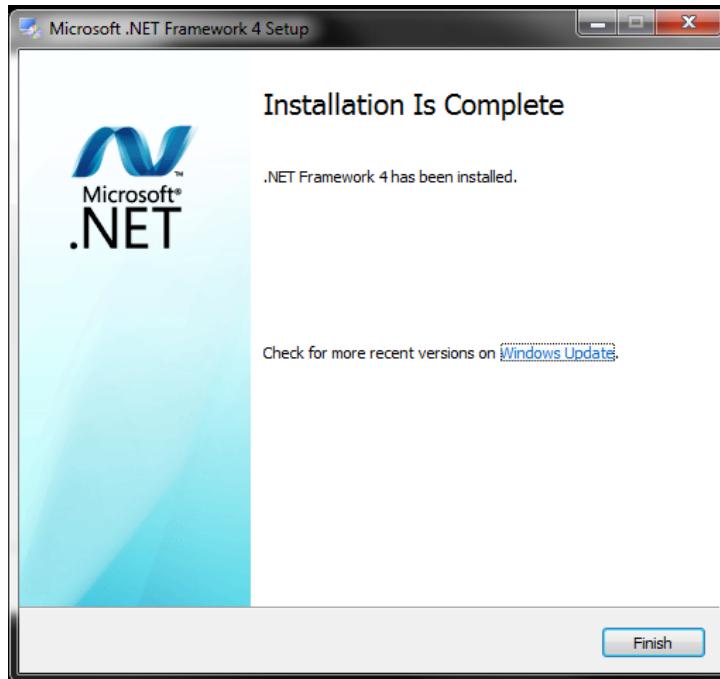 Microsoft .NET Framework 4 Setup
Installation Is Complete
Microsoft®
.NET
™
.NET Framework 4 has been installed.
Check for more recent versions on Windows Update.
Finish